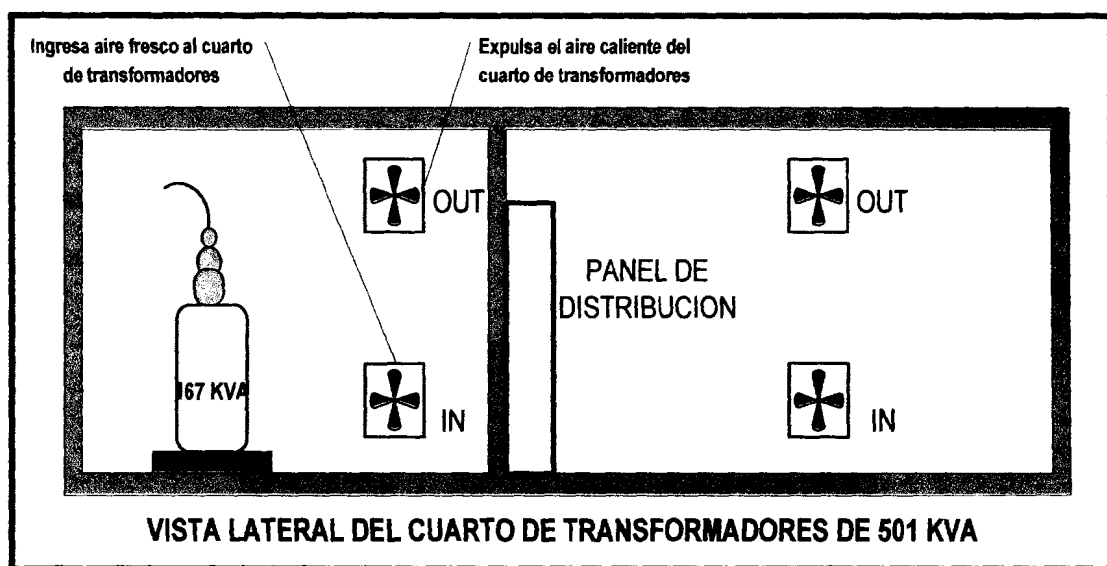 Ingresa aire fresco al cuarto
de transformadores
Expulsa el aire caliente del
cuarto de transformadores
OUT
OUT
PANEL DE
DISTRIBUCION
167 KVA
IN
IN
VISTA LATERAL DEL CUARTO DE TRANSFORMADORES DE 501 KVA